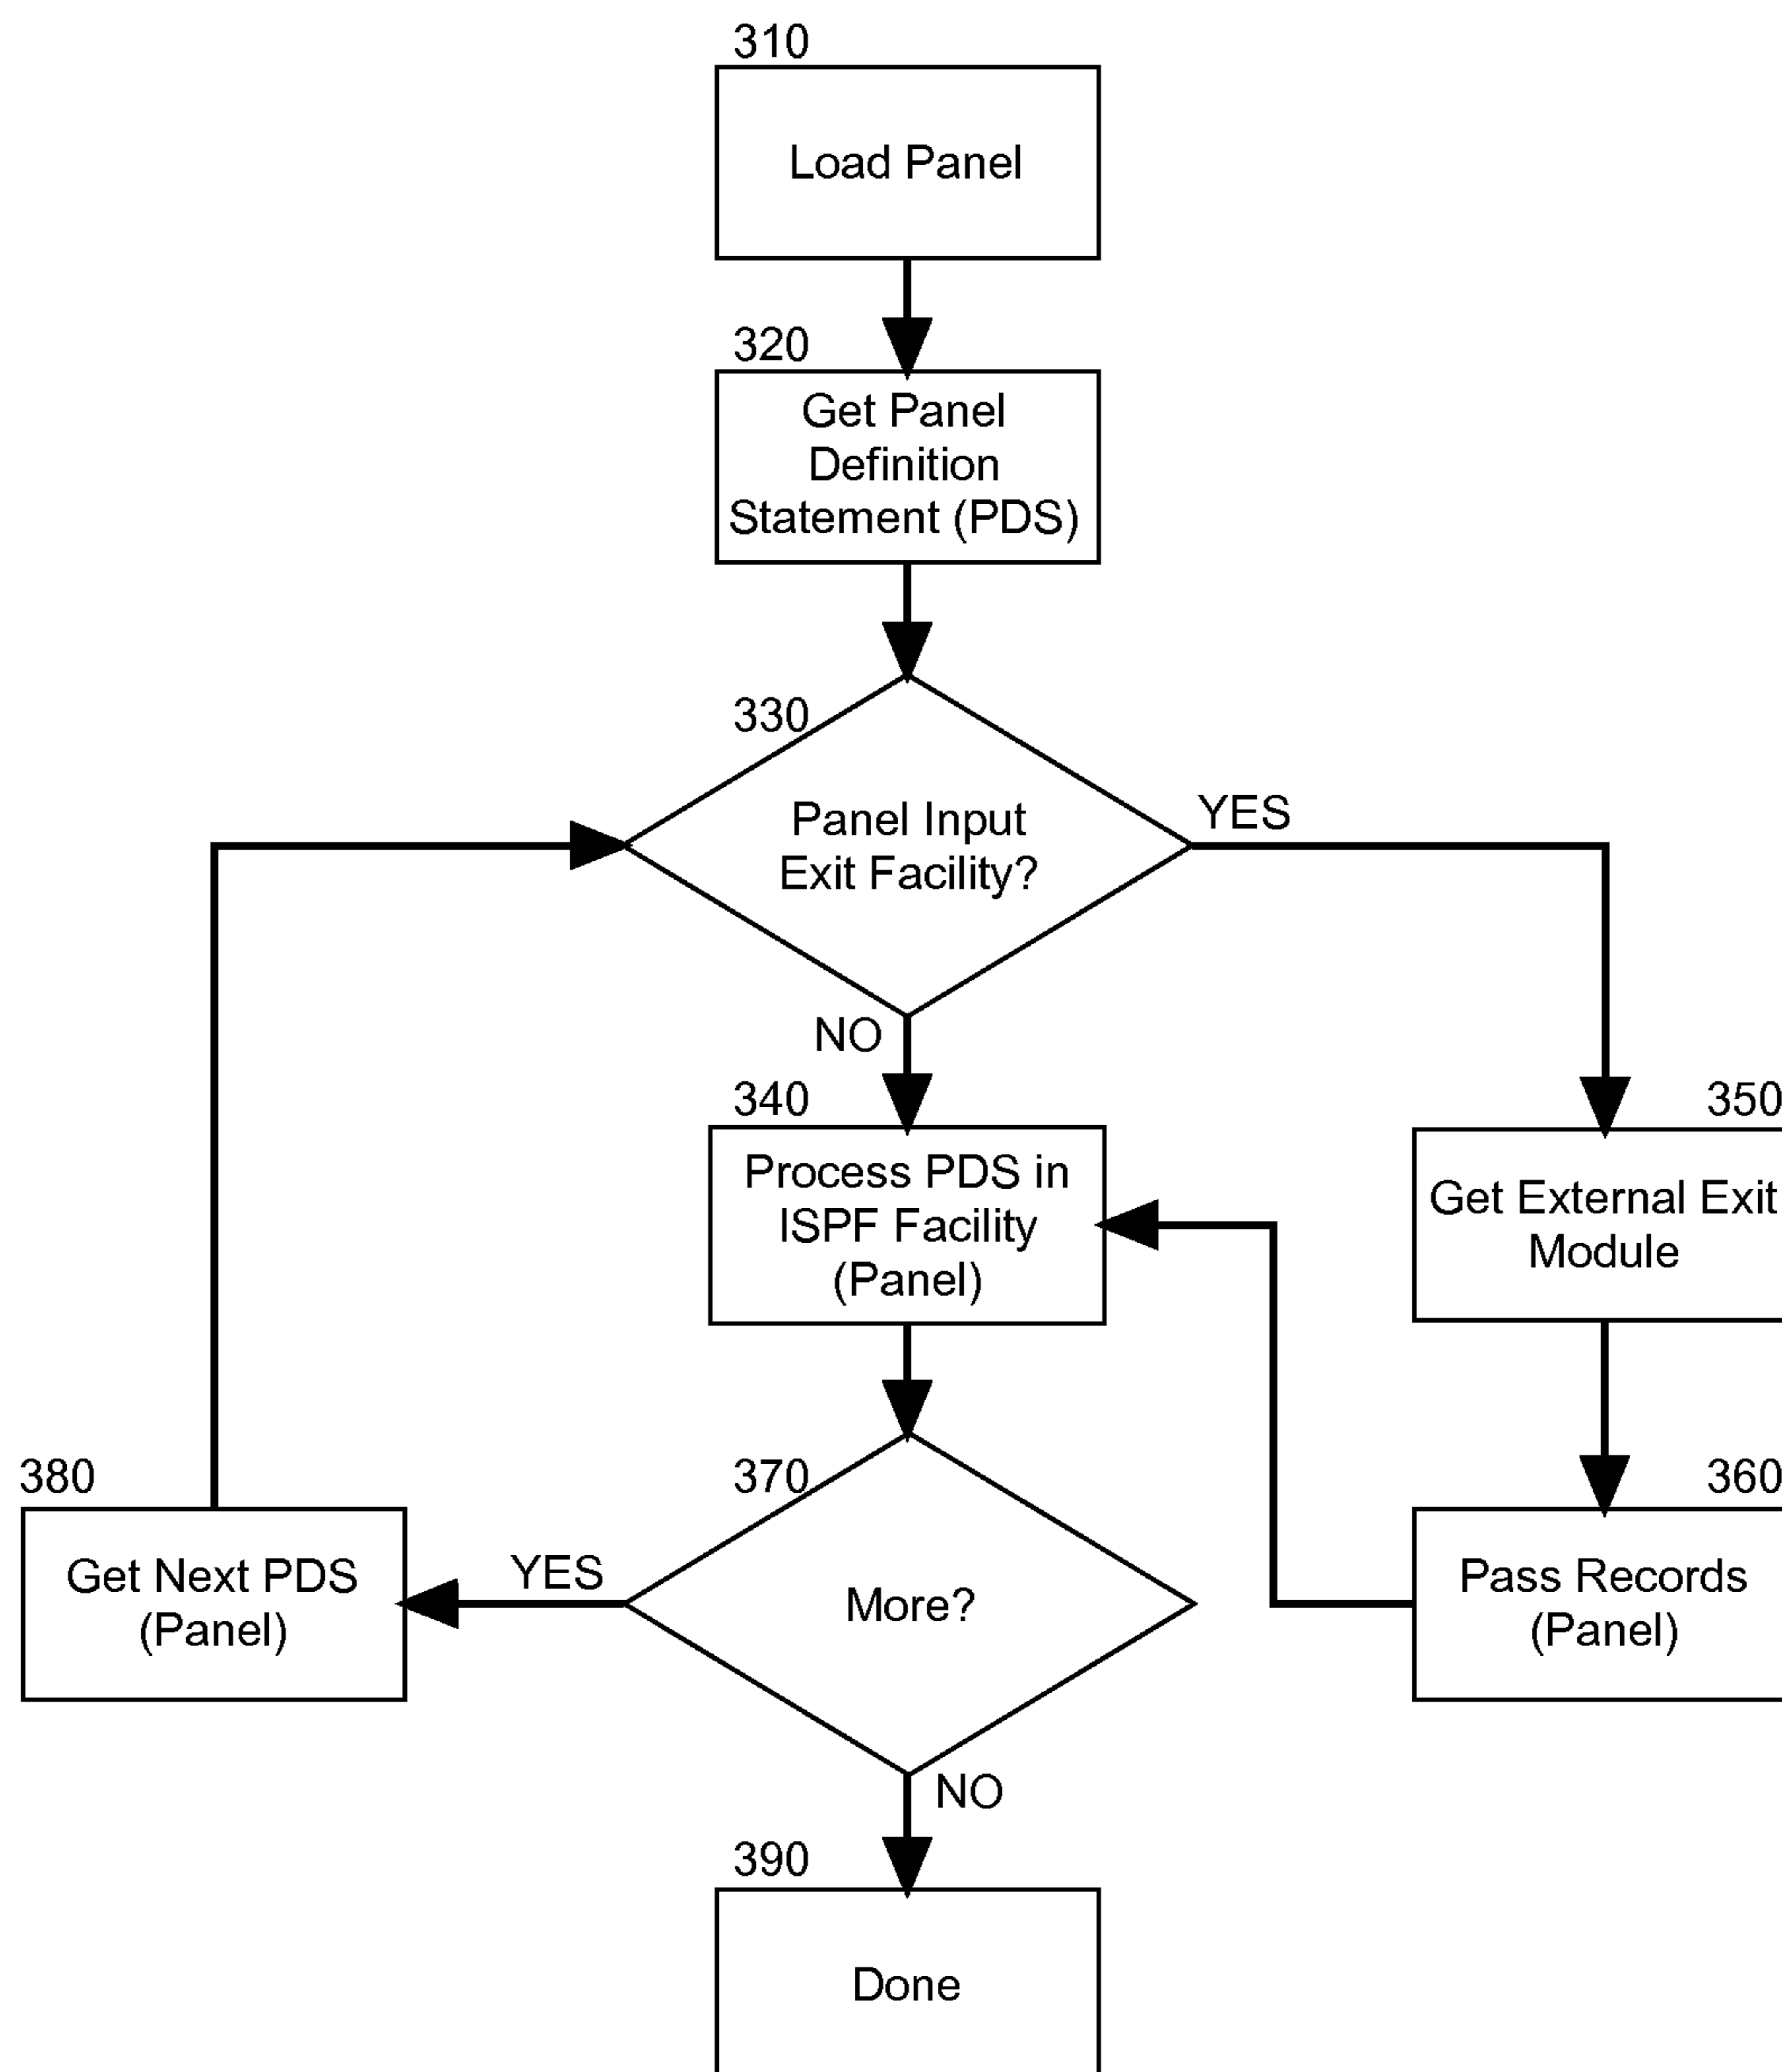 310
Load Panel
320
Get Panel
Definition
Statement (PDS)
330
Panel Input
Exit Facility?
YES
NO
340
Process PDS in
ISPF Facility
(Panel)
350
Get External Exit
Module
360
Pass Records
(Panel)
370
More?
YES
380
Get Next PDS
(Panel)
NO
390
Done